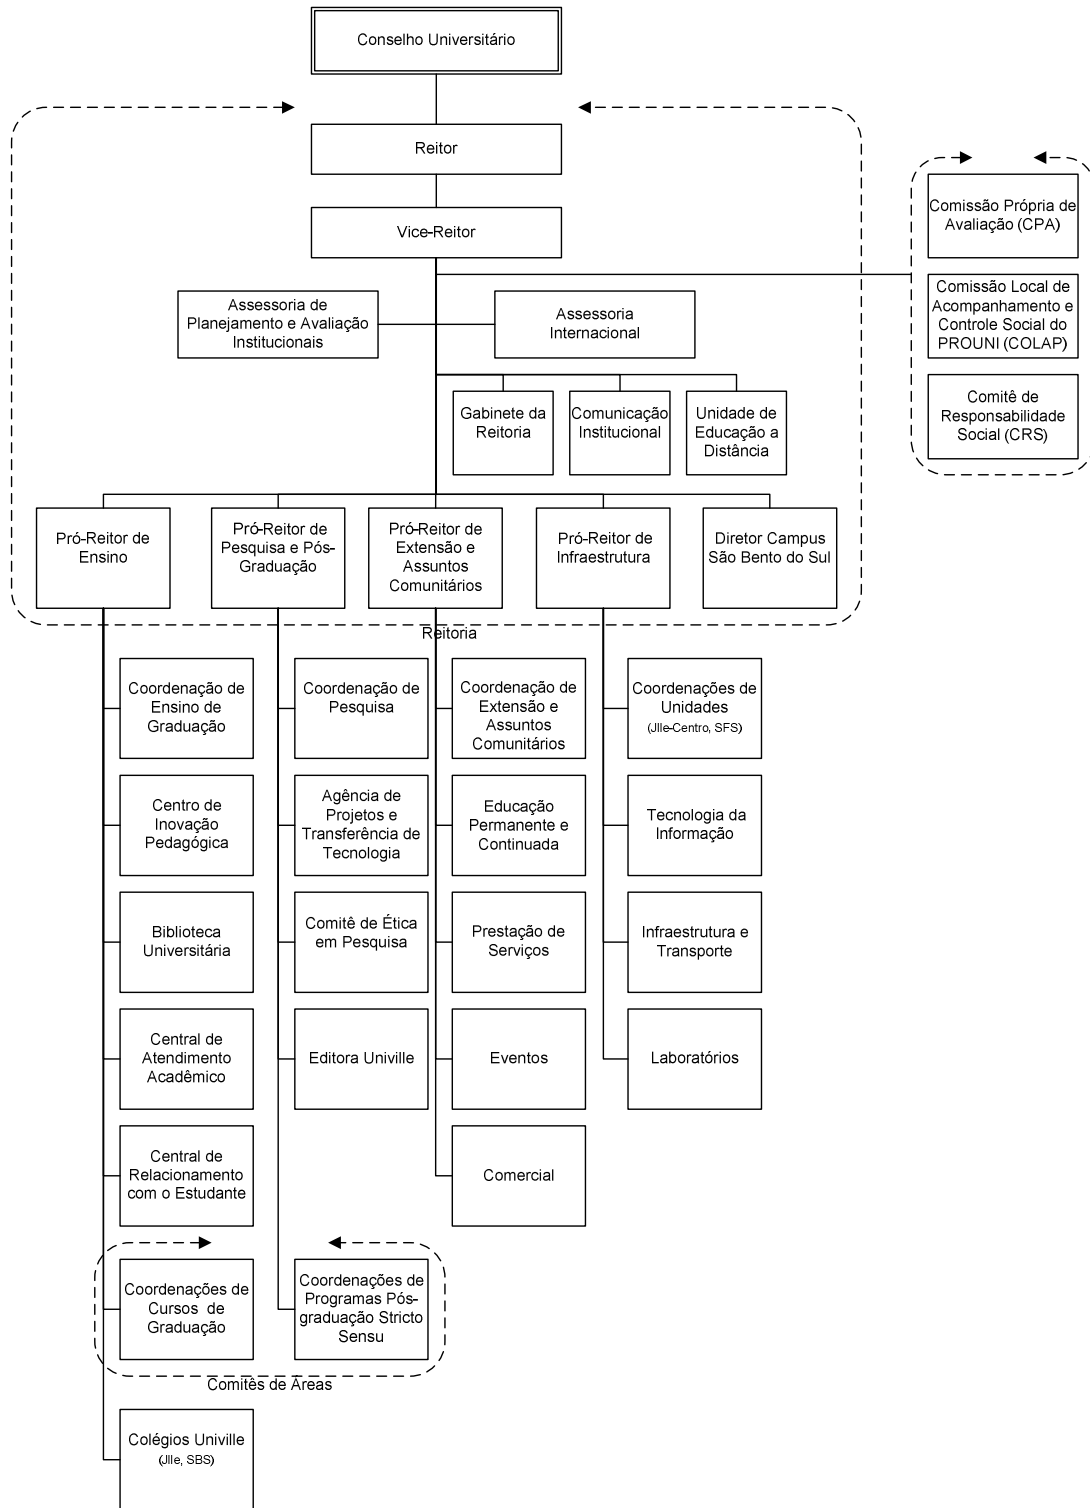 Conselho Universitário
Reitor
Vice-Reitor
Comissão Própria de
Avaliação (CPA)
Comissão Local de
Acompanhamento e
Controle Social do
PROUNI (COLAP)
Comitê de
Responsabilidade
Social (CRS)
Assessoria de
Planejamento e Avaliação
Institucionais
Assessoria
Internacional
Gabinete da
Reitoria
Comunicação
Institucional
Unidade de
Educação a
Distância
Pró-Reitor de
Ensino
Pró-Reitor de
Pesquisa e Pós-
Graduação
Pró-Reitor de
Extensão e
Assuntos
Comunitários
Pró-Reitor de
Infraestrutura
Diretor Campus
São Bento do Sul
Reitoria
Coordenação de
Ensino de
Graduação
Coordenação de
Pesquisa
Coordenação de
Extensão e
Assuntos
Comunitários
Coordenações de
Unidades
(Jlle-Centro, SFS)
Centro de
Inovação
Pedagógica
Agência de
Projetos e
Transferência de
Tecnologia
Educação
Permanente e
Continuada
Tecnologia da
Informação
Biblioteca
Universitária
Comitê de Ética
em Pesquisa
Prestação de
Serviços
Infraestrutura e
Transporte
Central de
Atendimento
Acadêmico
Editora Univille
Eventos
Laboratórios
Central de
Relacionamento
com o Estudante
Comercial
Coordenações de
Cursos de
Graduação
Coordenações de
Programas Pós-
graduação Stricto
Sensu
Comitês de Áreas
Colégios Univille
(Jlle, SBS)